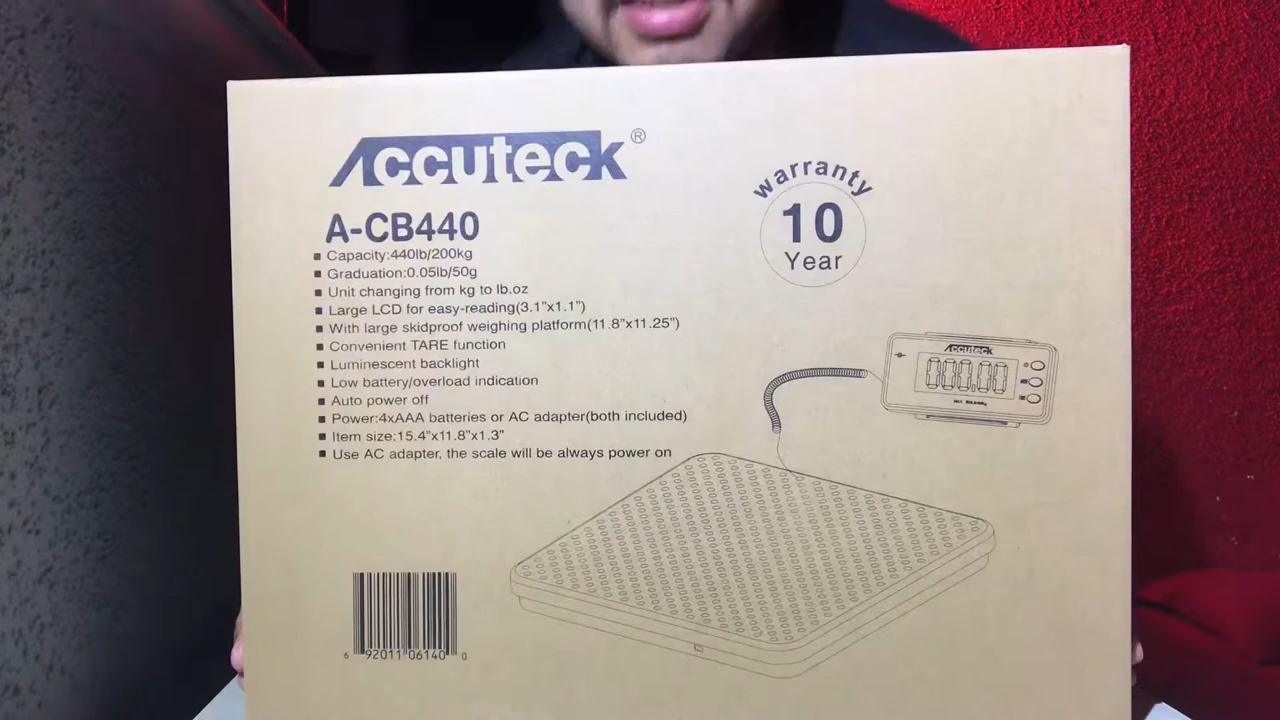 Accuteck®
warranty
10
Year
A-CB440
Capacity:440lb/200kg
Graduation:0.05lb/50g
Unit changing from kg to lb.oz
Large LCD for easy-reading(3.1"x1.1")
With large skidproof weighing platform(11.8"x11.25")
Convenient TARE function
Luminescent backlight
Low battery/overload indication
Auto power off
Power:4xAAA batteries or AC adapter(both included)
Item size:15.4"x11.8"x1.3"
Use AC adapter, the scale will be always power on
Accuteck
000.00
6 92011 06140 0